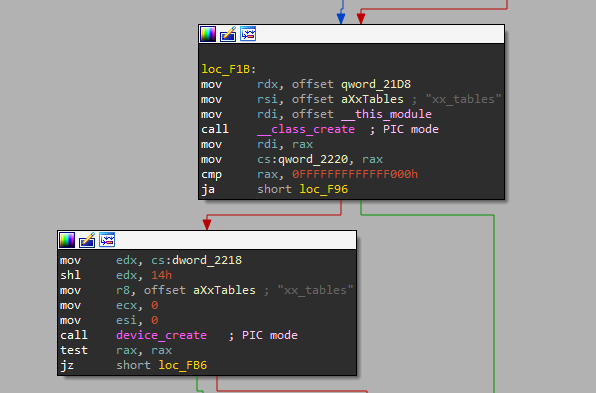 loc_F1B:
mov rdx, offset qword_21D8
mov rsi, offset aXxTables ; "xx_tables"
mov rdi, offset __this_module
call __class_create ; PIC mode
mov rdi, rax
mov cs:qword_2220, rax
cmp rax, 0FFFFFFFFFFFFF000h
ja short loc_F96
mov edx, cs:dword_2218
shl edx, 14h
mov r8, offset aXxTables ; "xx_tables"
mov ecx, 0
mov esi, 0
call device_create ; PIC mode
test rax, rax
jz short loc_FB6